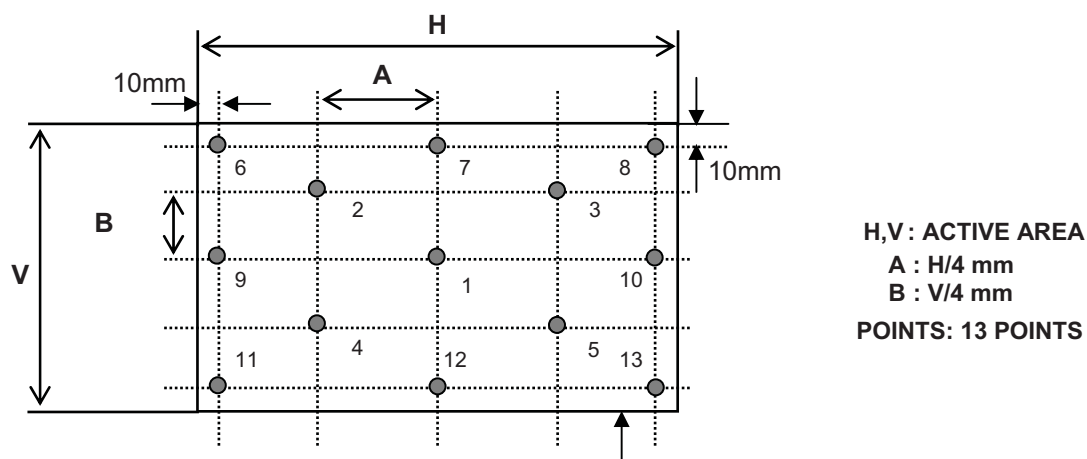 H
10mm
A
6
7
8
10mm
2
3
B
V
9
1
10
4
5
11
12
13
H,V : ACTIVE AREA
A : H/4 mm
B : V/4 mm
POINTS: 13 POINTS